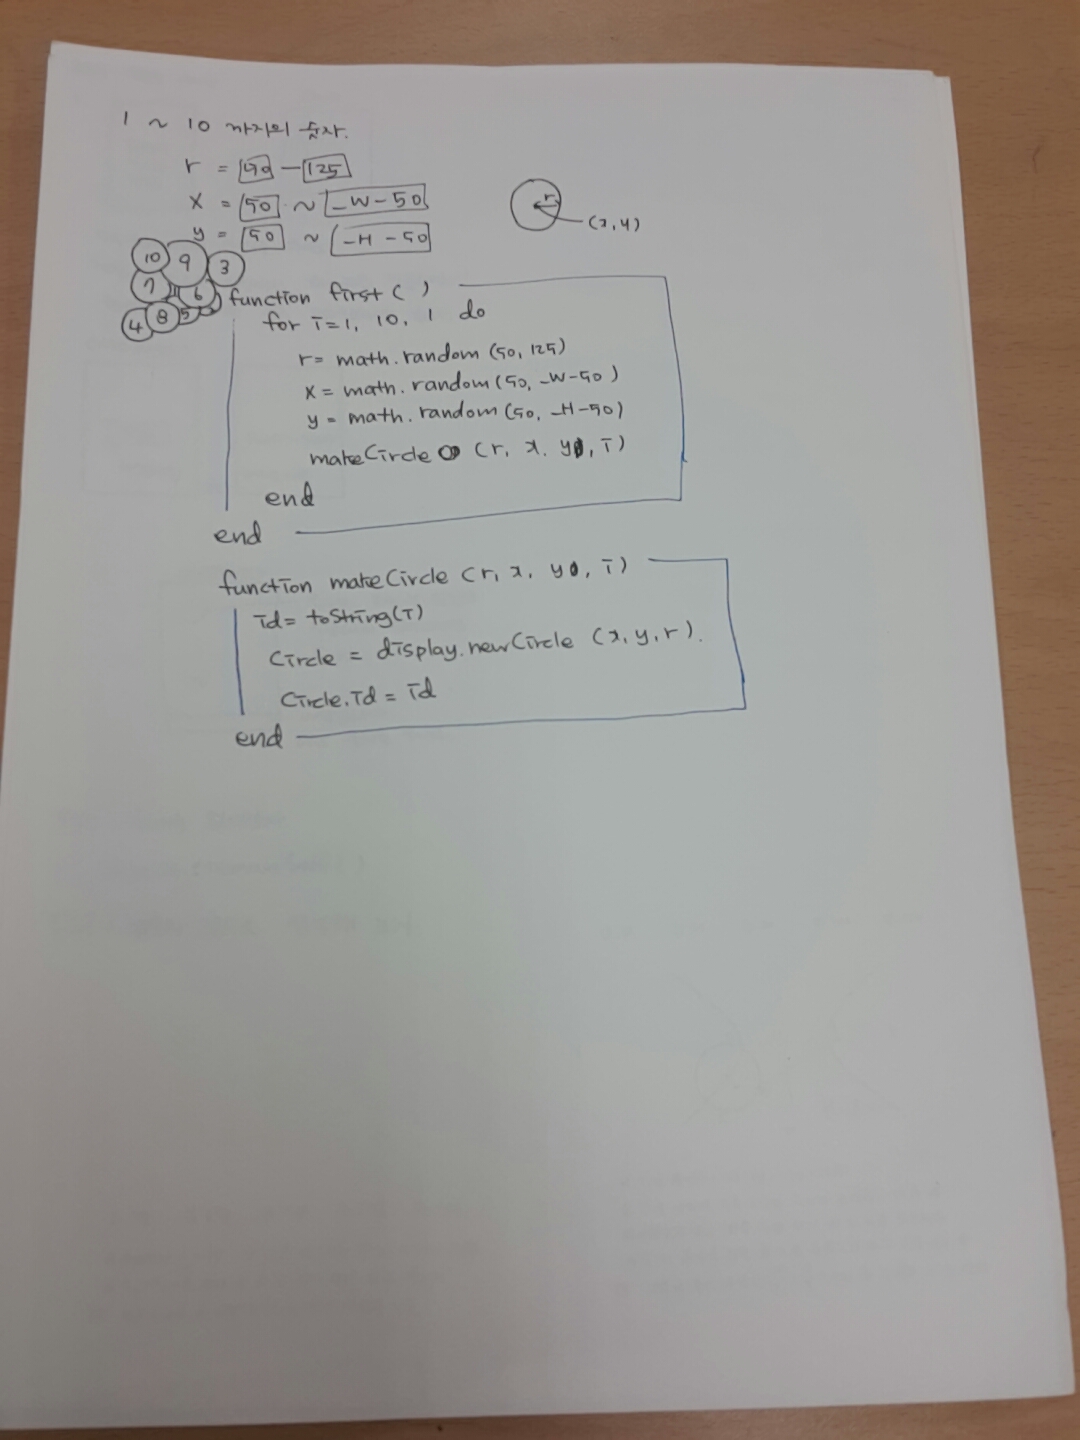 1 ~ 10 까지의 숫자.
r = 50 — 125
x = 50 ~ _W-50
y = 50 ~ _H-50
r
(x,y)
10 9 3
7 6
4 8 5
function first ( )
for i=1, 10, 1 do
r= math.random (50, 125)
x = math.random (50, _W-50)
y = math.random (50, _H-50)
makeCircle (r, x, y, i)
end
end
function makeCircle (r, x, y, i)
id= toString(i)
Circle = display.newCircle (x, y, r).
Circle.id = id
end